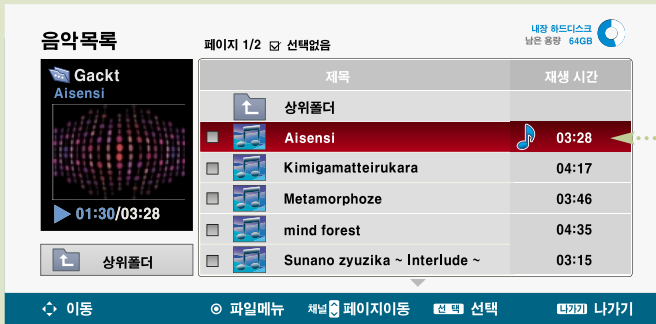 음악목록
페이지 1/2 선택없음
내장 하드디스크
남은 용량 64GB
Gackt
Aisensi
01:30/03:28
상위폴더
제목 재생 시간
상위폴더
Aisensi 03:28
Kimigamatteirukara 04:17
Metamorphoze 03:46
mind forest 04:35
Sunano zyuzika ~ Interlude ~ 03:15
이동 파일메뉴 채널 페이지이동 선택 선택 나가기 나가기